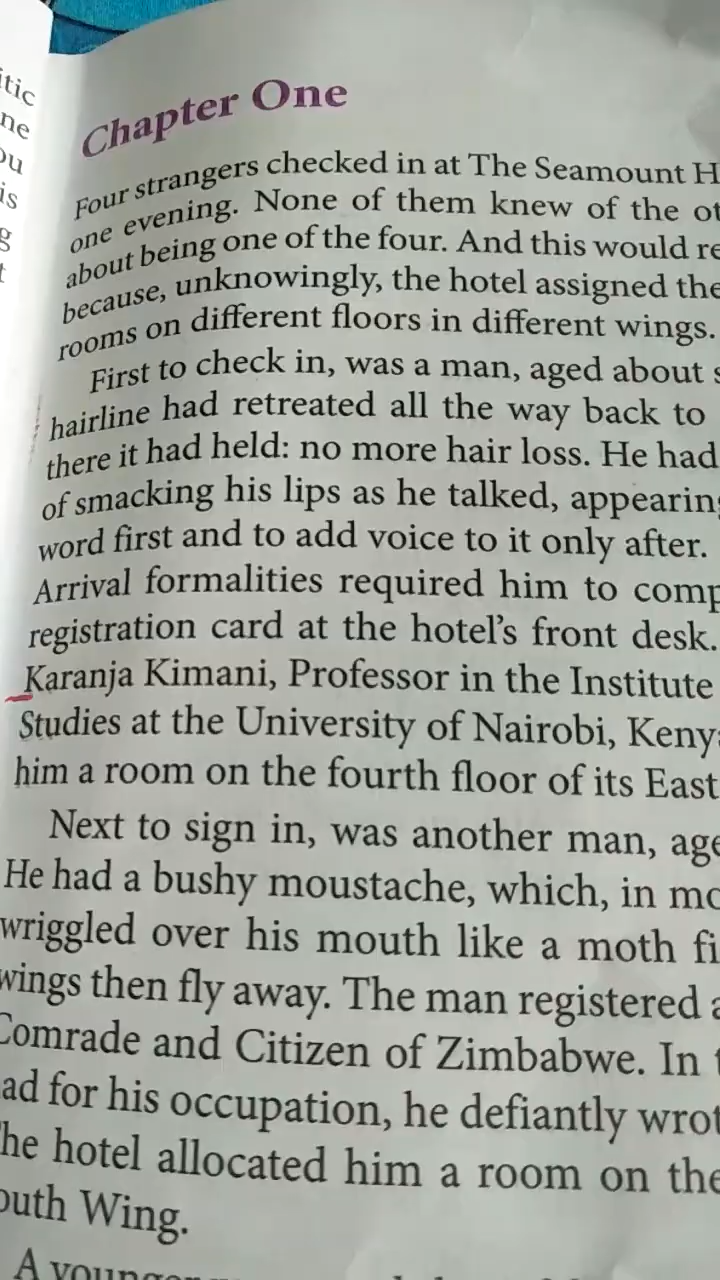 itic
ne
ou
is
g
t
Chapter One
Four strangers checked in at The Seamount H
one evening. None of them knew of the ot
about being one of the four. And this would re
because, unknowingly, the hotel assigned the
rooms on different floors in different wings.
First to check in, was a man, aged about s
hairline had retreated all the way back to
there it had held: no more hair loss. He had
of smacking his lips as he talked, appearing
word first and to add voice to it only after.
Arrival formalities required him to comp
registration card at the hotel's front desk.
Karanja Kimani, Professor in the Institute
Studies at the University of Nairobi, Kenya
him a room on the fourth floor of its East
Next to sign in, was another man, age
He had a bushy moustache, which, in mo
wriggled over his mouth like a moth fi
wings then fly away. The man registered a
Comrade and Citizen of Zimbabwe. In t
ad for his occupation, he defiantly wrot
he hotel allocated him a room on the
outh Wing.
A younger